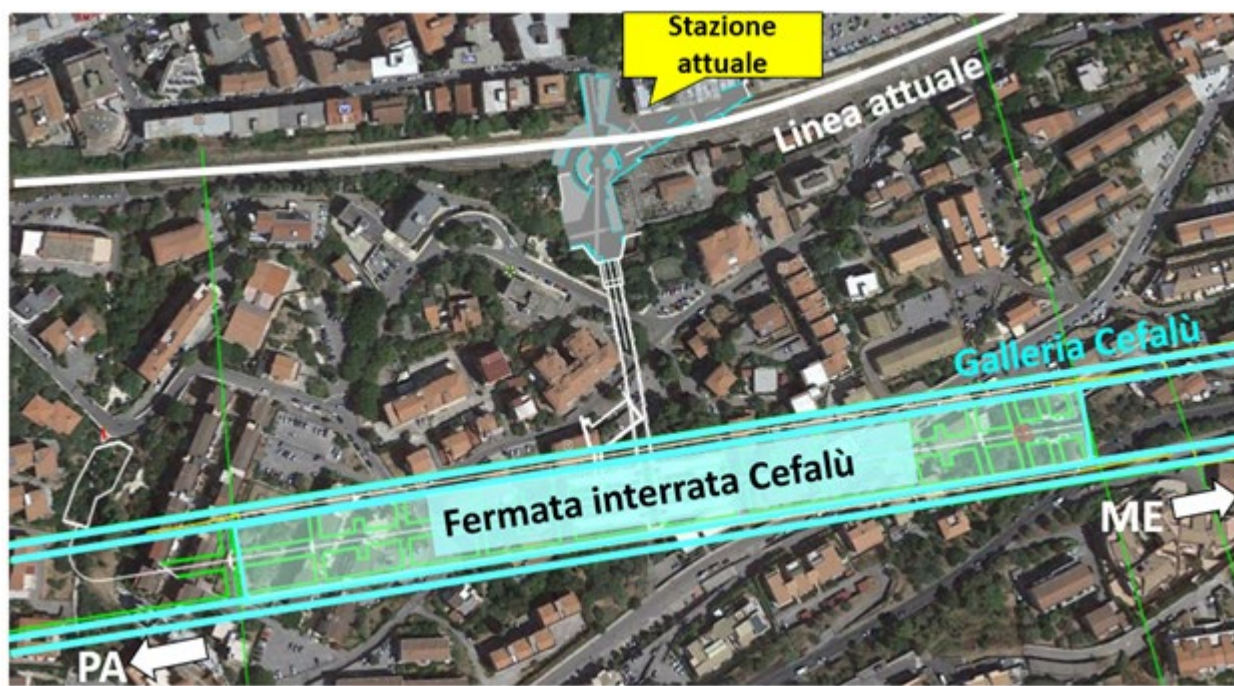 Stazione
attuale
Linea attuale
Galleria Cefalù
Fermata interrata Cefalù
ME
PA